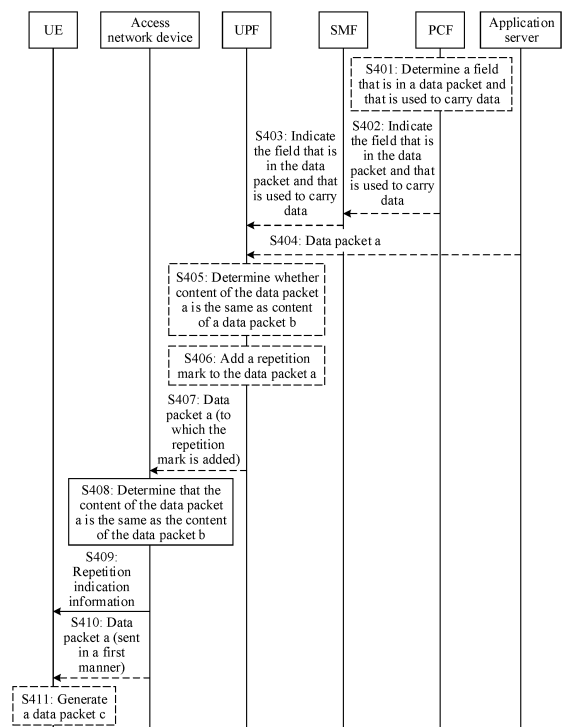 UE
Access
network device
UPF
SMF
PCF
Application
server
S401: Determine a field
that is in a data packet and
that is used to carry data
S402: Indicate
the field that is
in the data
packet and that
is used to carry
data
S403: Indicate
the field that is
in the data
packet and that
is used to carry
data
S404: Data packet a
S405: Determine whether
content of the data packet
a is the same as content
of a data packet b
S406: Add a repetition
mark to the data packet a
S407: Data
packet a (to
which the
repetition
mark is added)
S408: Determine that the
content of the data packet
a is the same as the content
of the data packet b
S409:
Repetition
indication
information
S410: Data
packet a (sent
in a first
manner)
S411: Generate
a data packet c